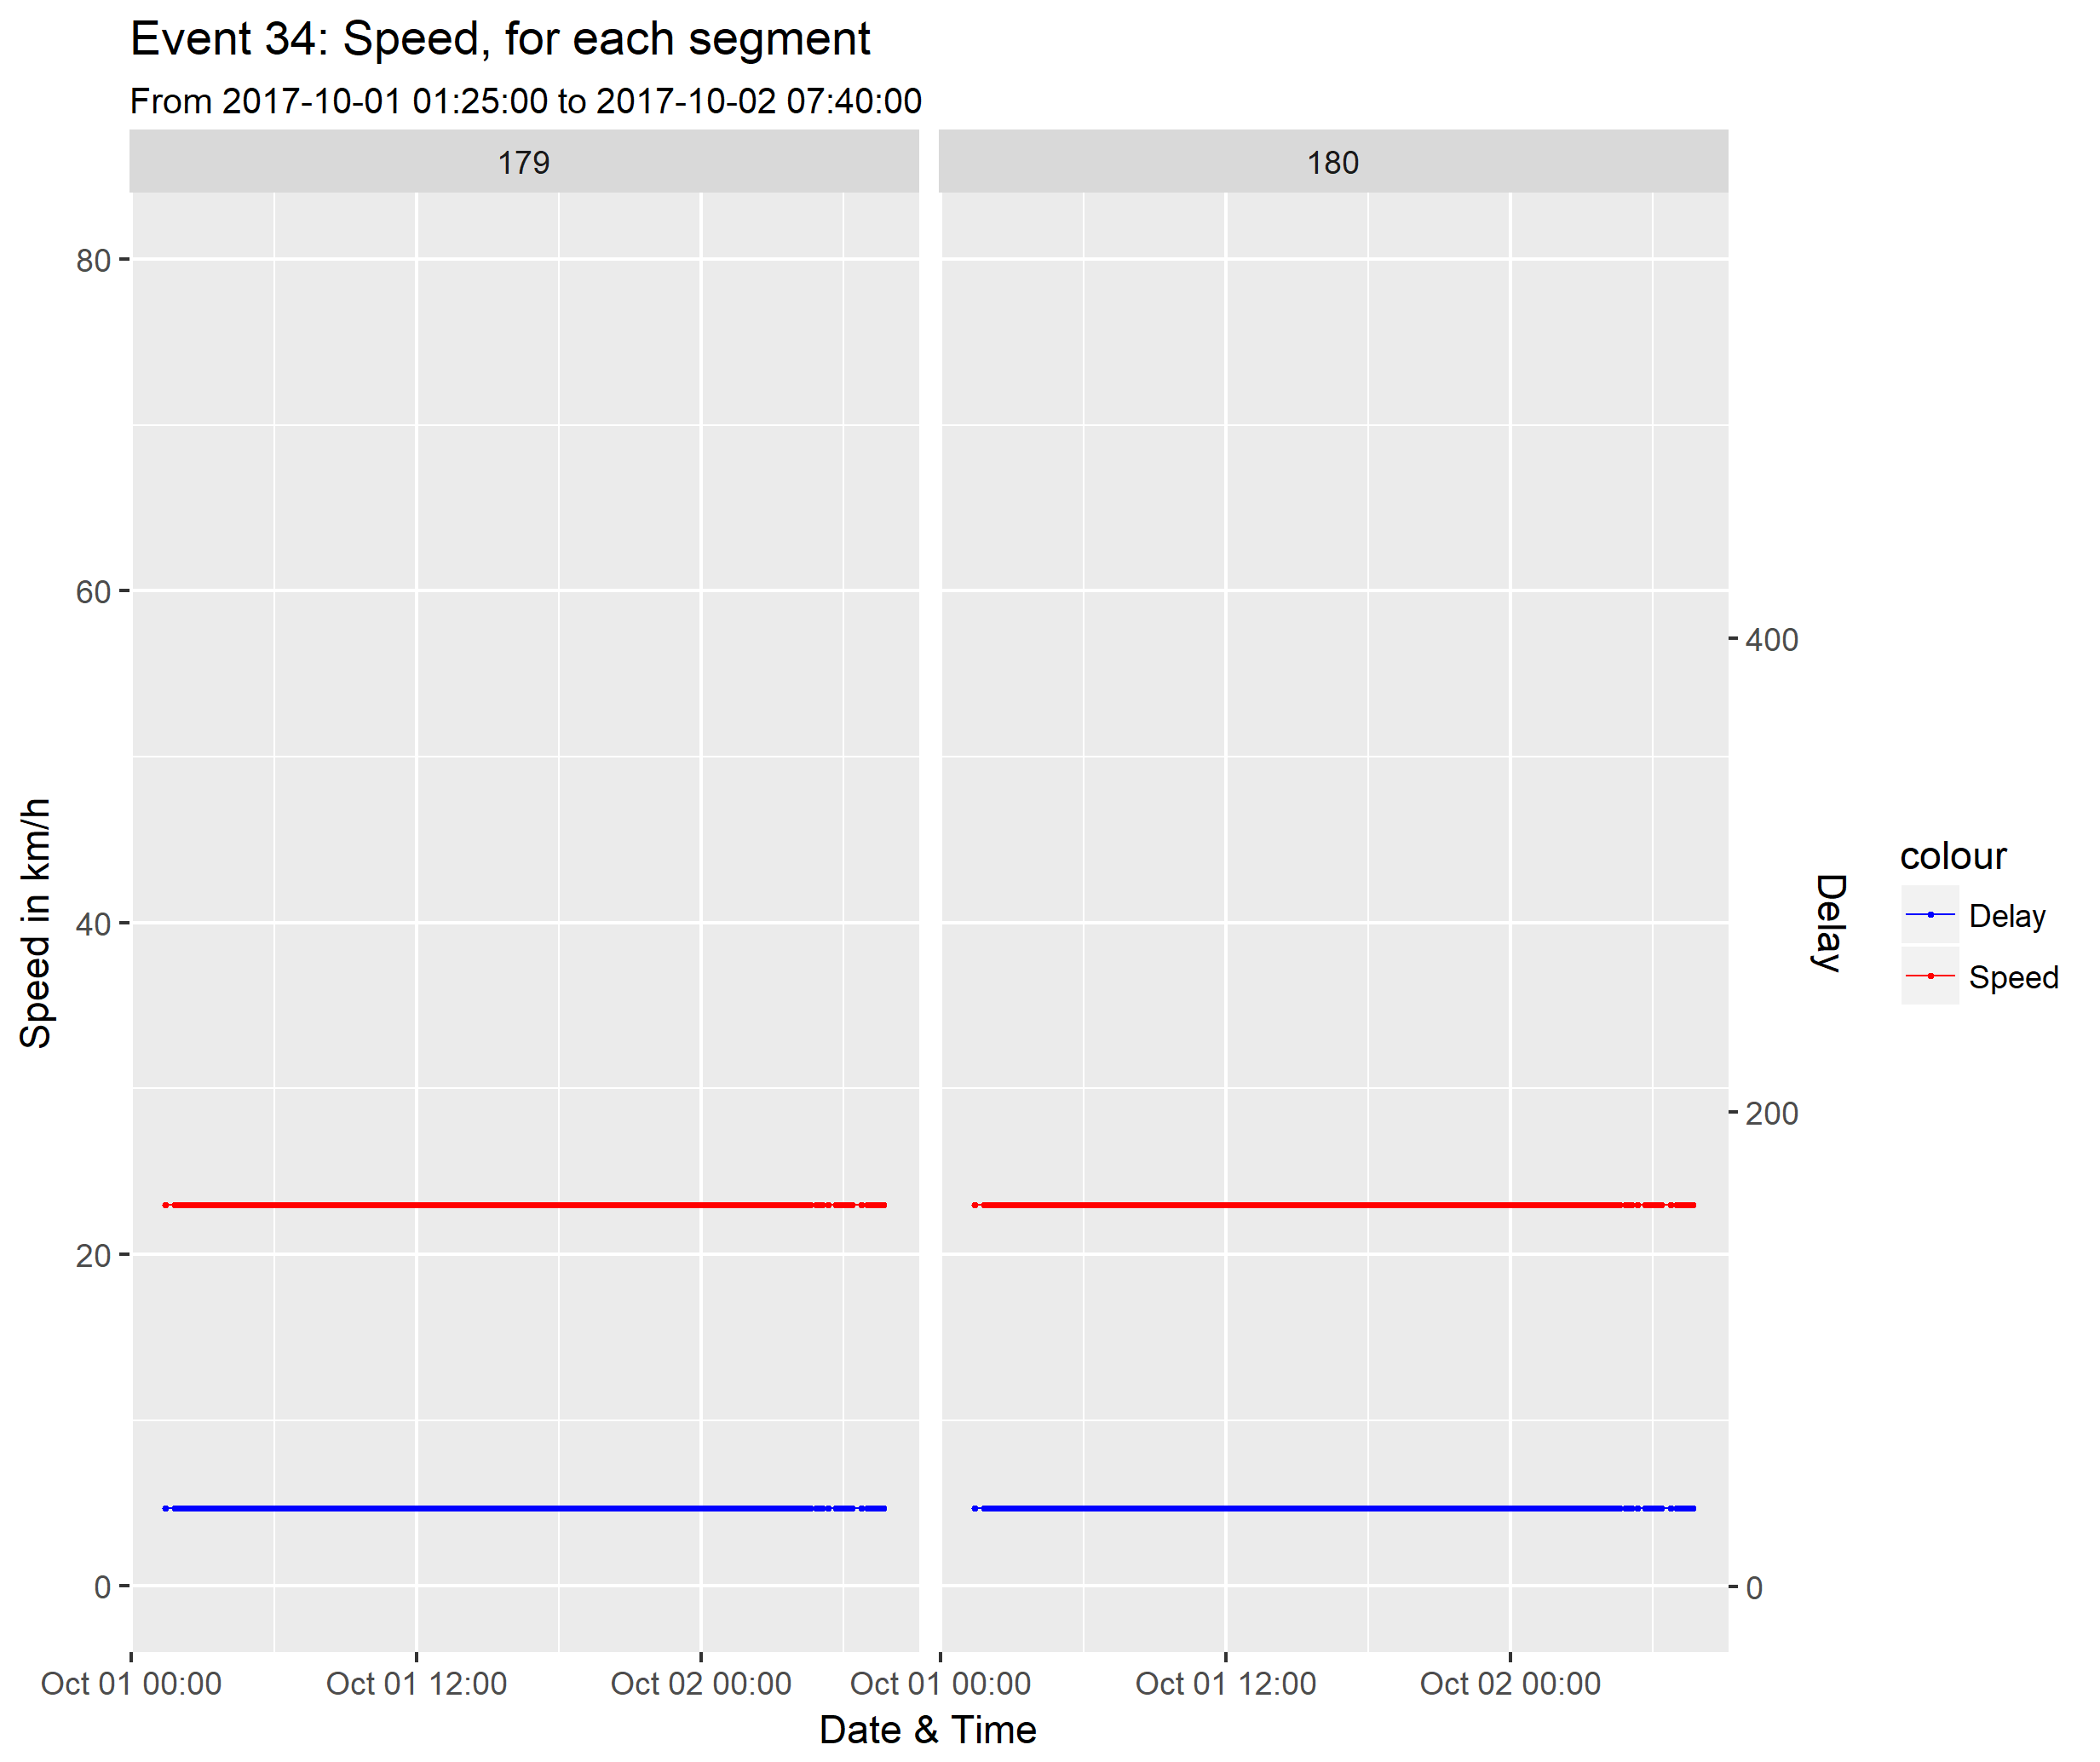 Event 34: Speed, for each segment
From 2017-10-01 01:25:00 to 2017-10-02 07:40:00
179
180
80
60
40
20
0
Speed in km/h
400
200
0
Delay
colour
Delay
Speed
Oct 01 00:00
Oct 01 12:00
Oct 02 00:00
Oct 01 00:00
Oct 01 12:00
Oct 02 00:00
Date & Time